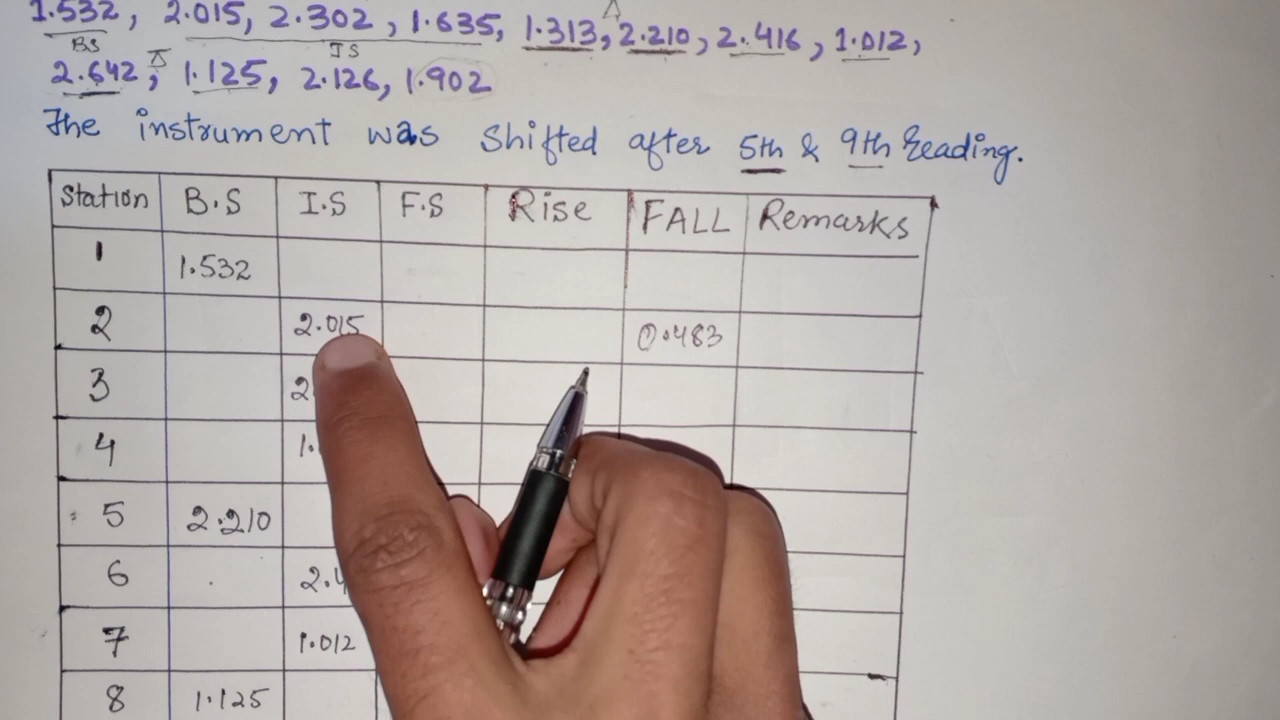 1.532, 2.015, 2.302, 1.635, 1.313, 2.210, 2.416, 1.012,
BS IS
2.642, 1.125, 2.126, 1.902
The instrument was Shifted after 5th & 9th reading.
Station B.S I.S F.S Rise FALL Remarks
1 1.532
2 2.015 0.483
3
4
5 2.210
6
7 1.012
8 1.125